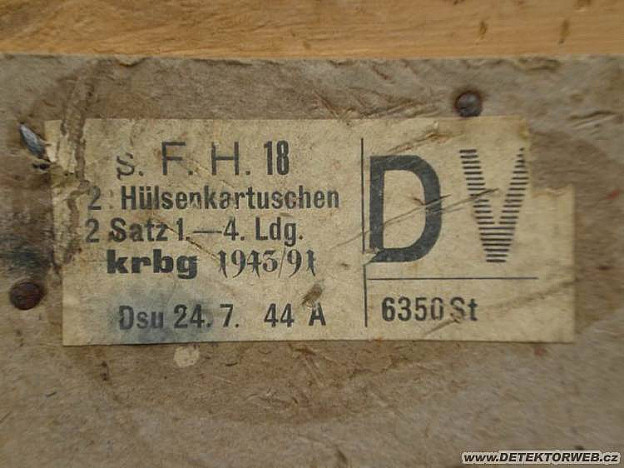 s. F. H. 18
2 Hülsenkartuschen
2 Satz 1.—4. Ldg.
krbg 1943/91
Dsu 24.7. 44 A
D V
6350 St
www.DETEKTORWEB.cz